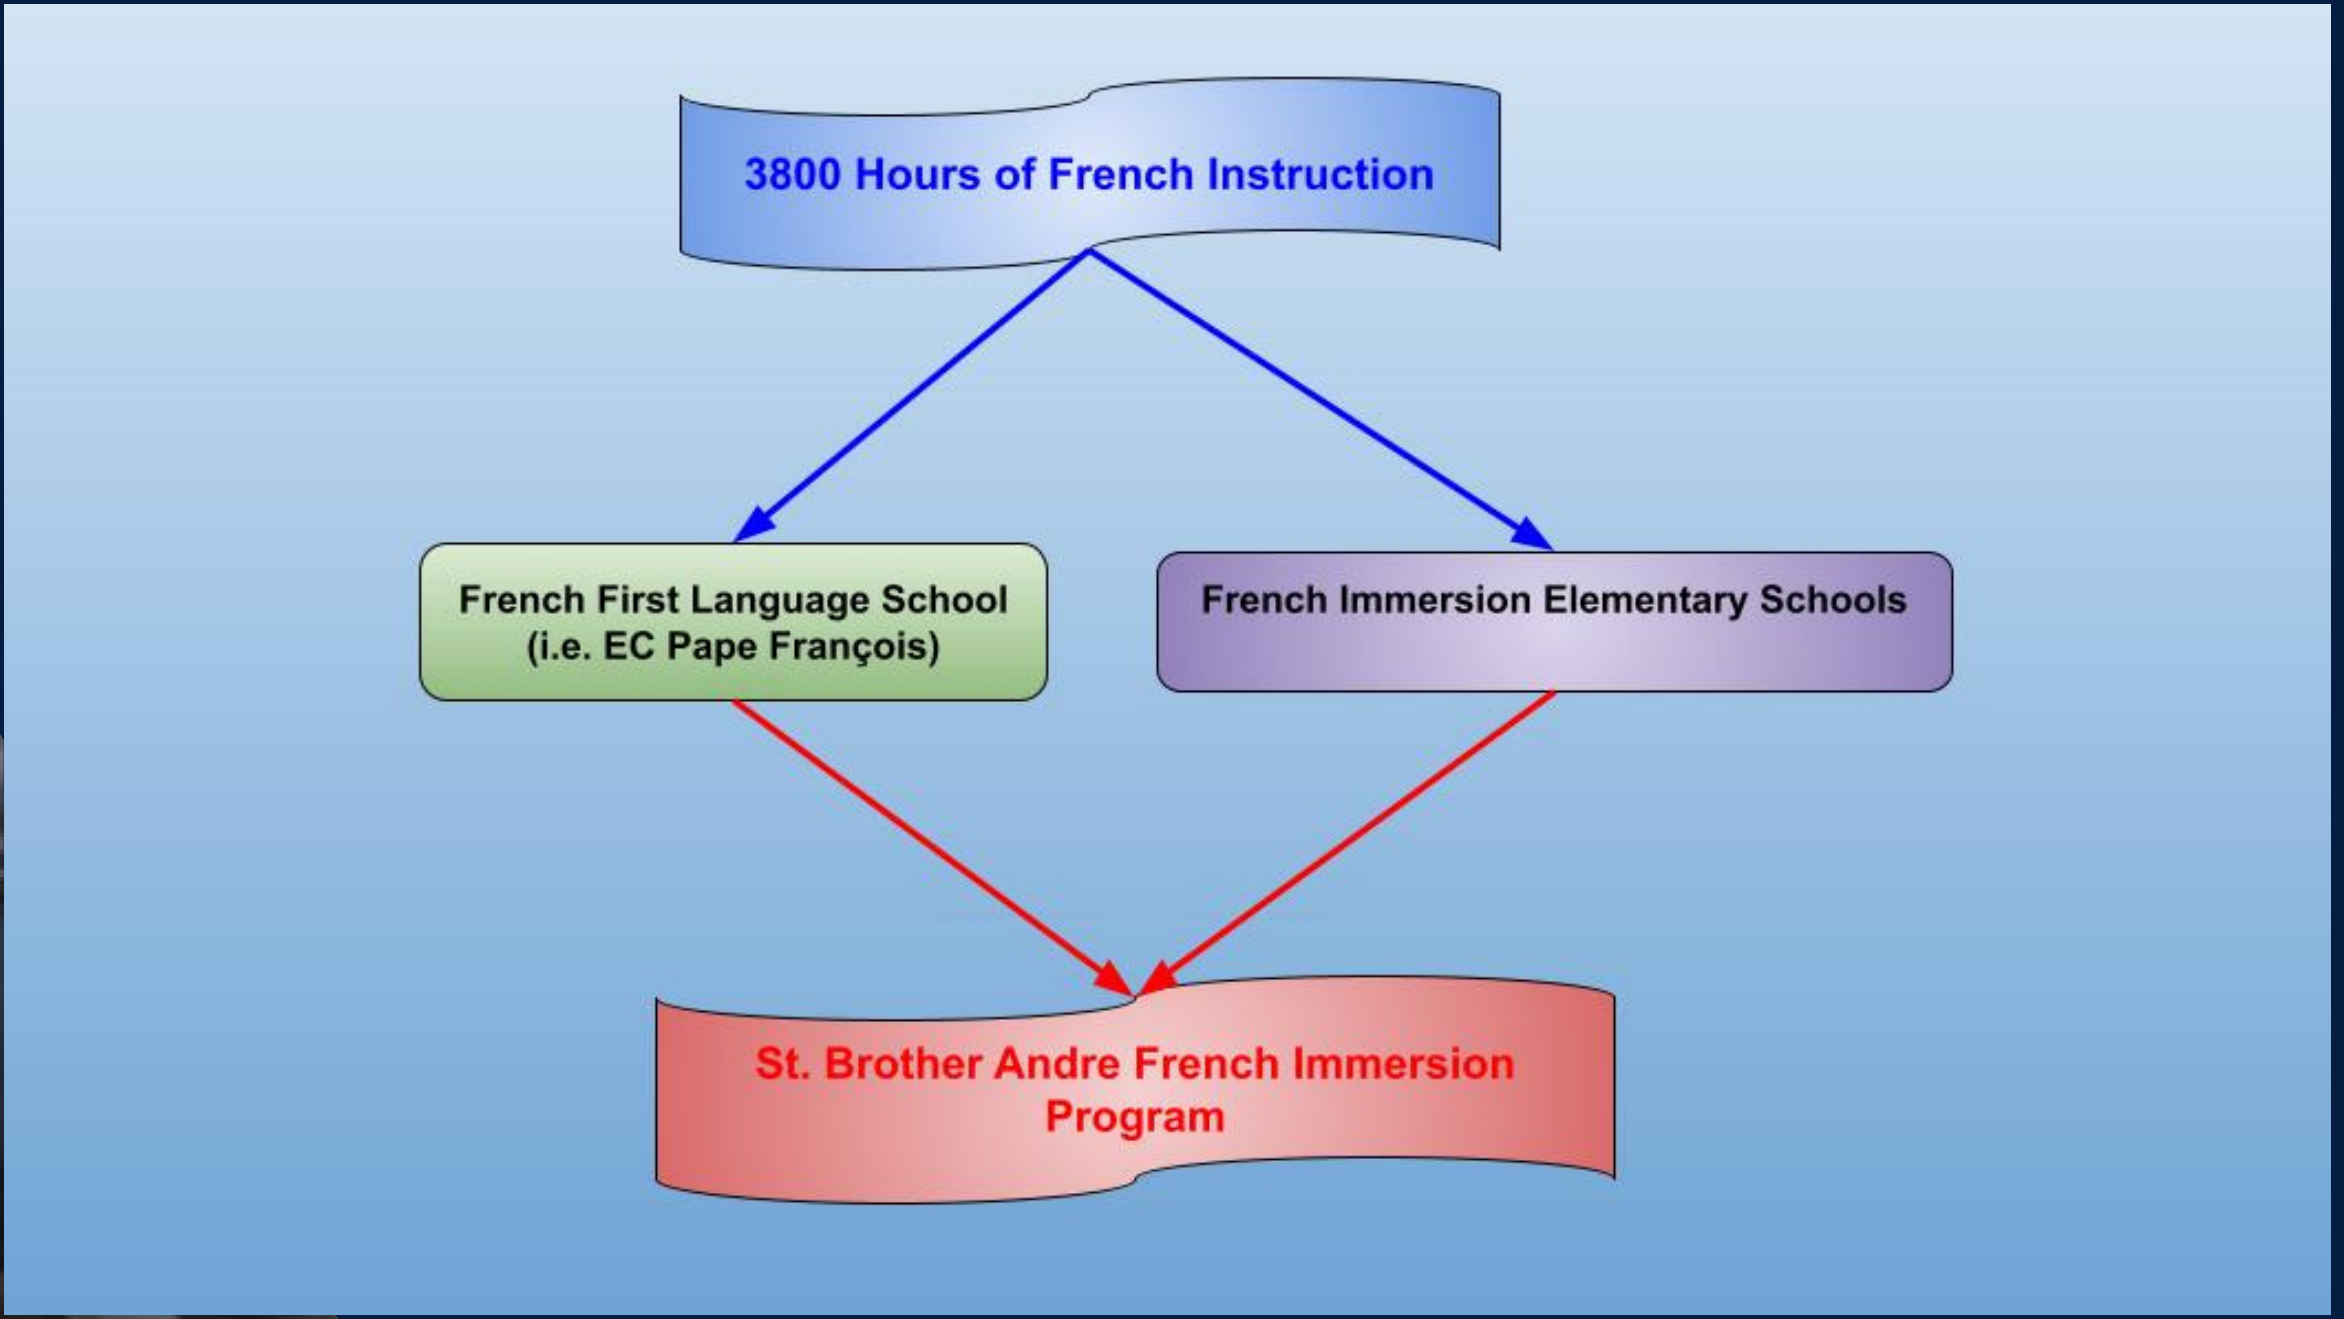 3800 Hours of French Instruction
French First Language School
(i.e. EC Pape François)
French Immersion Elementary Schools
St. Brother Andre French Immersion
Program